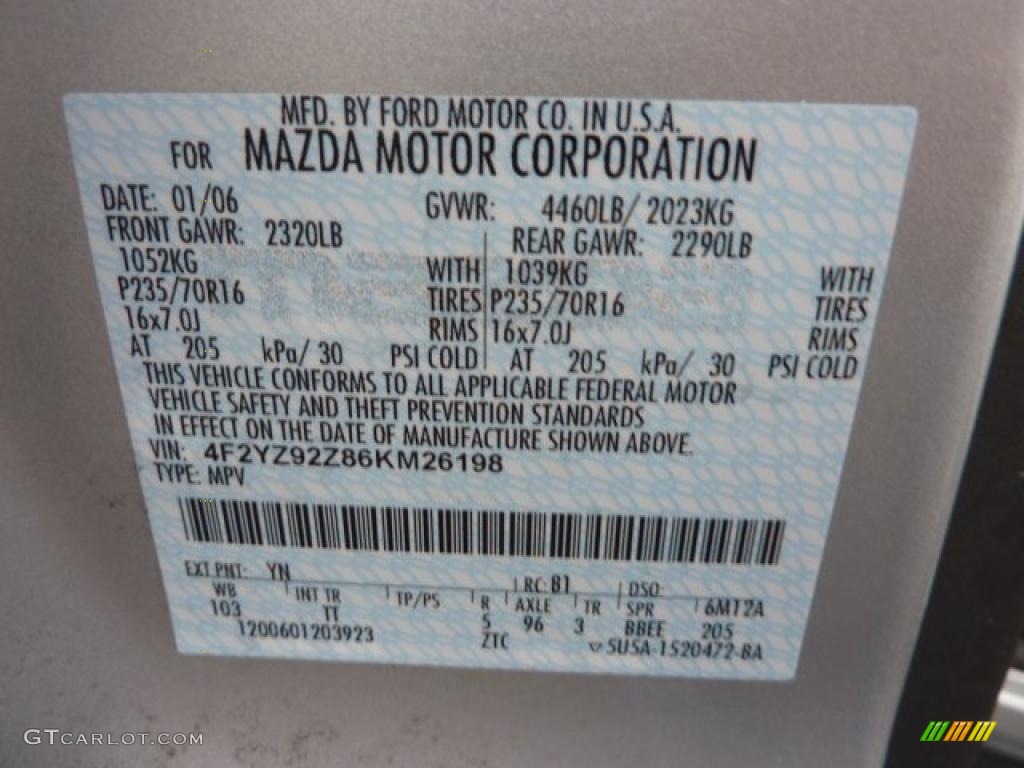 MFD. BY FORD MOTOR CO. IN U.S.A.
FOR MAZDA MOTOR CORPORATION
DATE: 01/06 GVWR: 4460LB/ 2023KG
FRONT GAWR: 2320LB REAR GAWR: 2290LB
1052KG WITH 1039KG WITH
P235/70R16 TIRES P235/70R16 TIRES
16x7.0J RIMS 16x7.0J RIMS
AT 205 kPa/ 30 PSI COLD AT 205 kPa/ 30 PSI COLD
THIS VEHICLE CONFORMS TO ALL APPLICABLE FEDERAL MOTOR
VEHICLE SAFETY AND THEFT PREVENTION STANDARDS
IN EFFECT ON THE DATE OF MANUFACTURE SHOWN ABOVE.
VIN: 4F2YZ92Z86KM26198
TYPE: MPV
EXT PNT: YN RC: B1 DSO:
WB INT TR TP/PS R AXLE TR SPR 6M12A
103 TT 5 96 3 BBEE 205
1200601203923 ZTC ▽ 5U5A-1520472-BA
GTCARLOT.COM